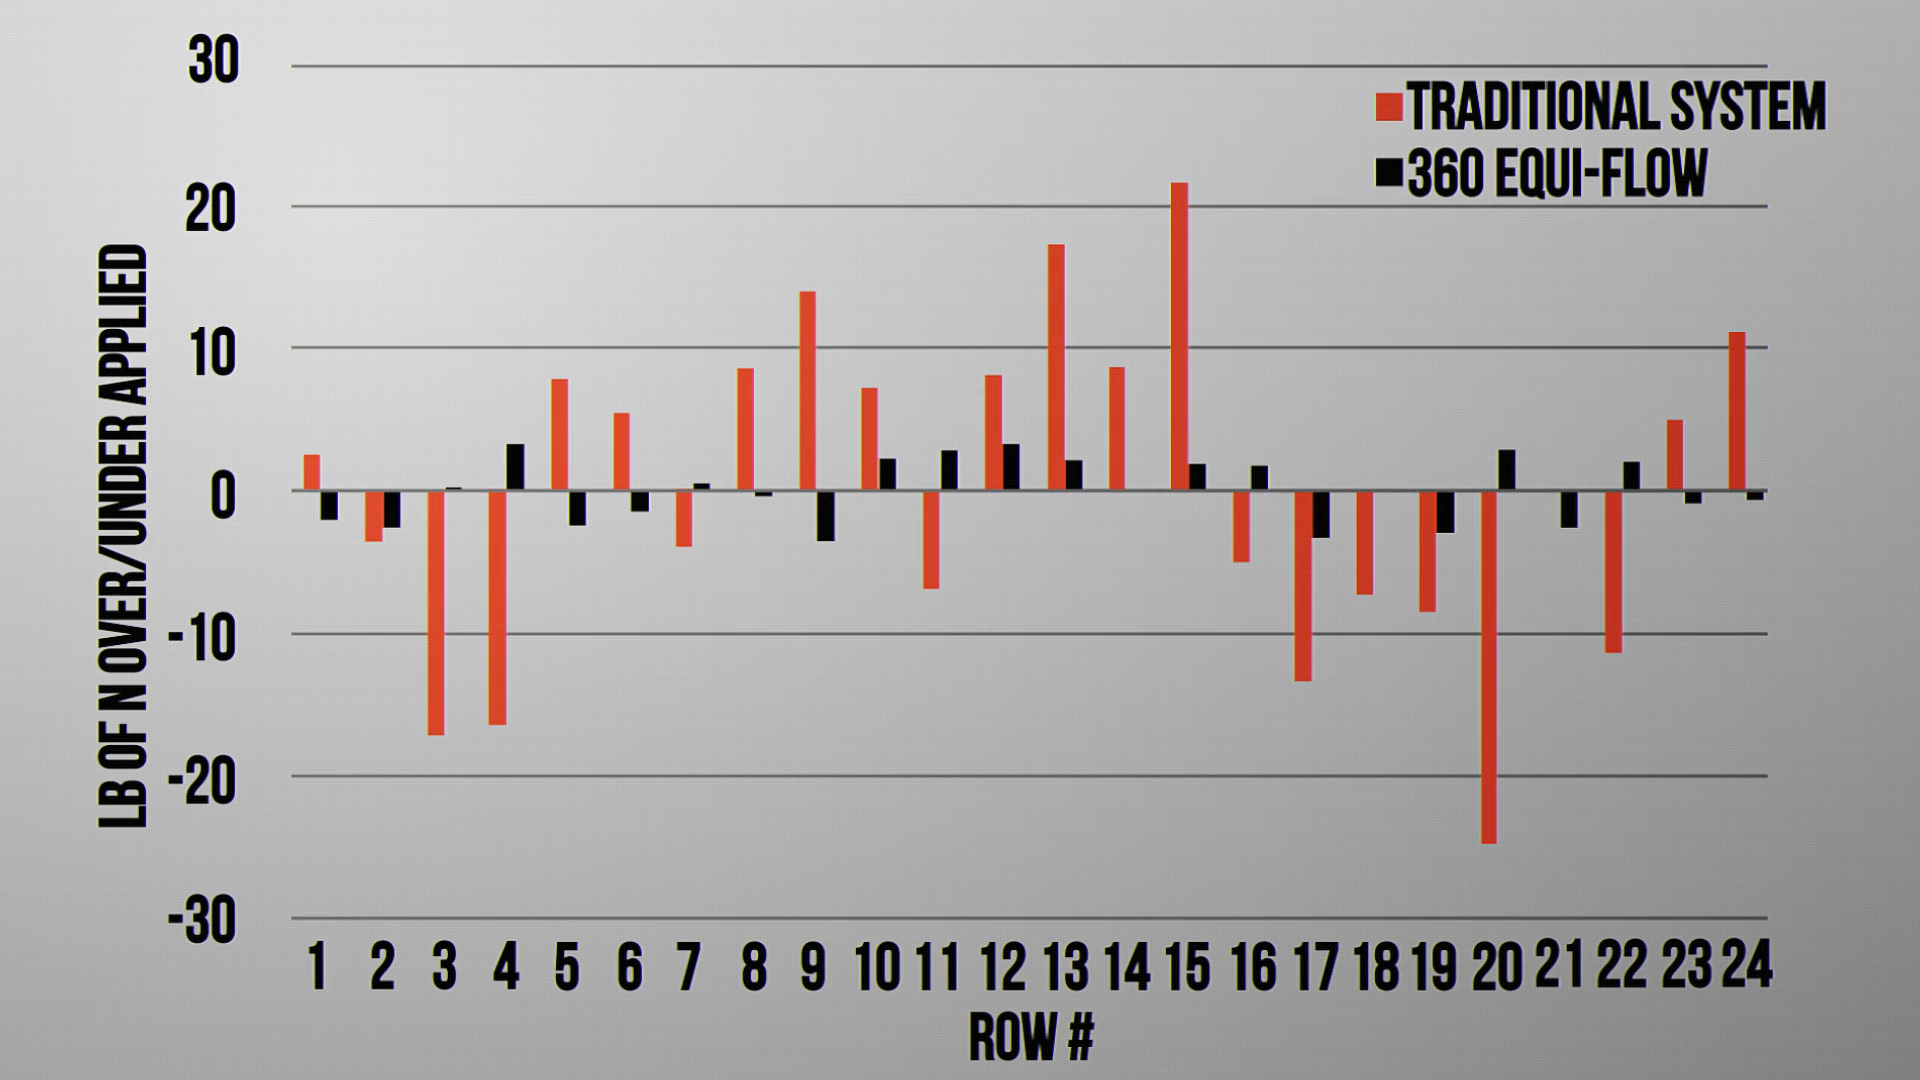 30
20
10
0
-10
-20
-30
LB OF N OVER/UNDER APPLIED
TRADITIONAL SYSTEM
360 EQUI-FLOW
1 2 3 4 5 6 7 8 9 10 11 12 13 14 15 16 17 18 19 20 21 22 23 24
ROW #